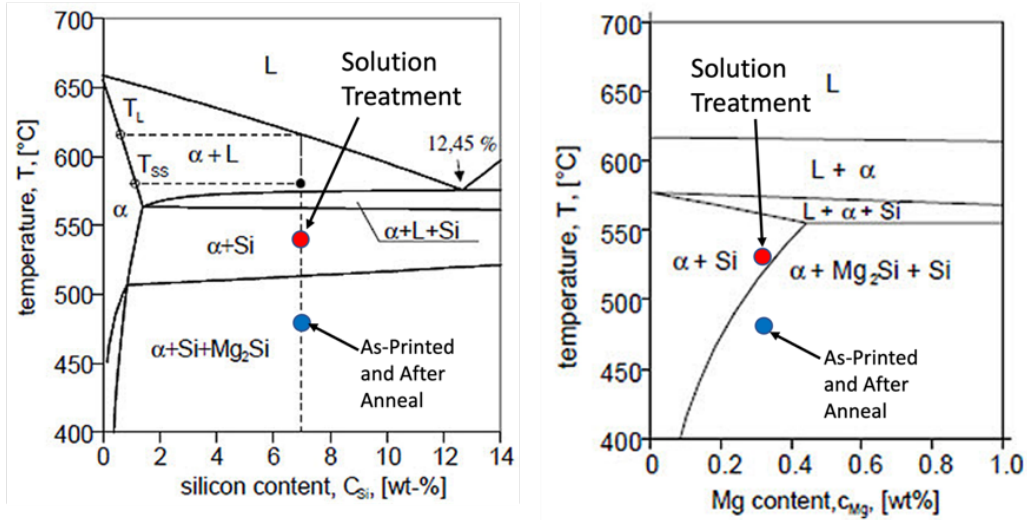 700
650
600
550
500
450
400
temperature, T, [°C]
L
Solution
Treatment
T_L
α+L
12,45 %
T_SS
α
α+L+Si
α+Si
α+Si+Mg₂Si
As-Printed
and After
Anneal
0 2 4 6 8 10 12 14
silicon content, C_Si, [wt-%]
700
650
600
550
500
450
400
temperature, T, [°C]
Solution
Treatment
L
L + α
L + α + Si
α + Si
α + Mg₂Si + Si
As-Printed
and After
Anneal
0 0.2 0.4 0.6 0.8 1.0
Mg content,c_Mg, [wt%]